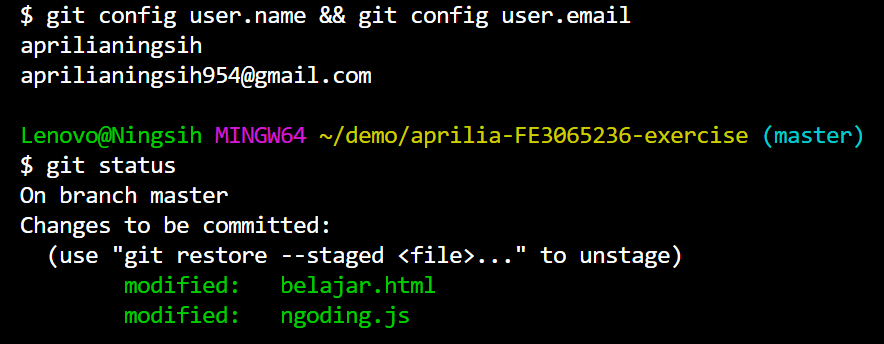 $ git config user.name && git config user.email
aprilianingsih
aprilianingsih954@gmail.com
Lenovo@Ningsih MINGW64 ~/demo/aprilia-FE3065236-exercise (master)
$ git status
On branch master
Changes to be committed:
  (use "git restore --staged <file>..." to unstage)
        modified:   belajar.html
        modified:   ngoding.js